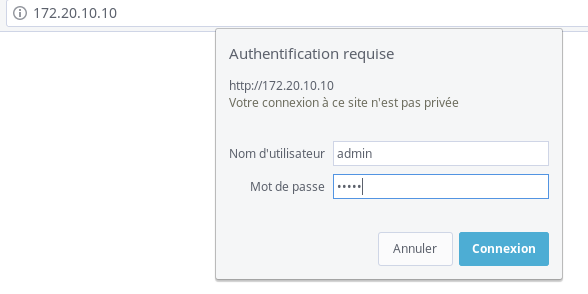 172.20.10.10
Authentification requise
http://172.20.10.10
Votre connexion à ce site n'est pas privée
Nom d'utilisateur admin
Mot de passe •••••
Annuler Connexion